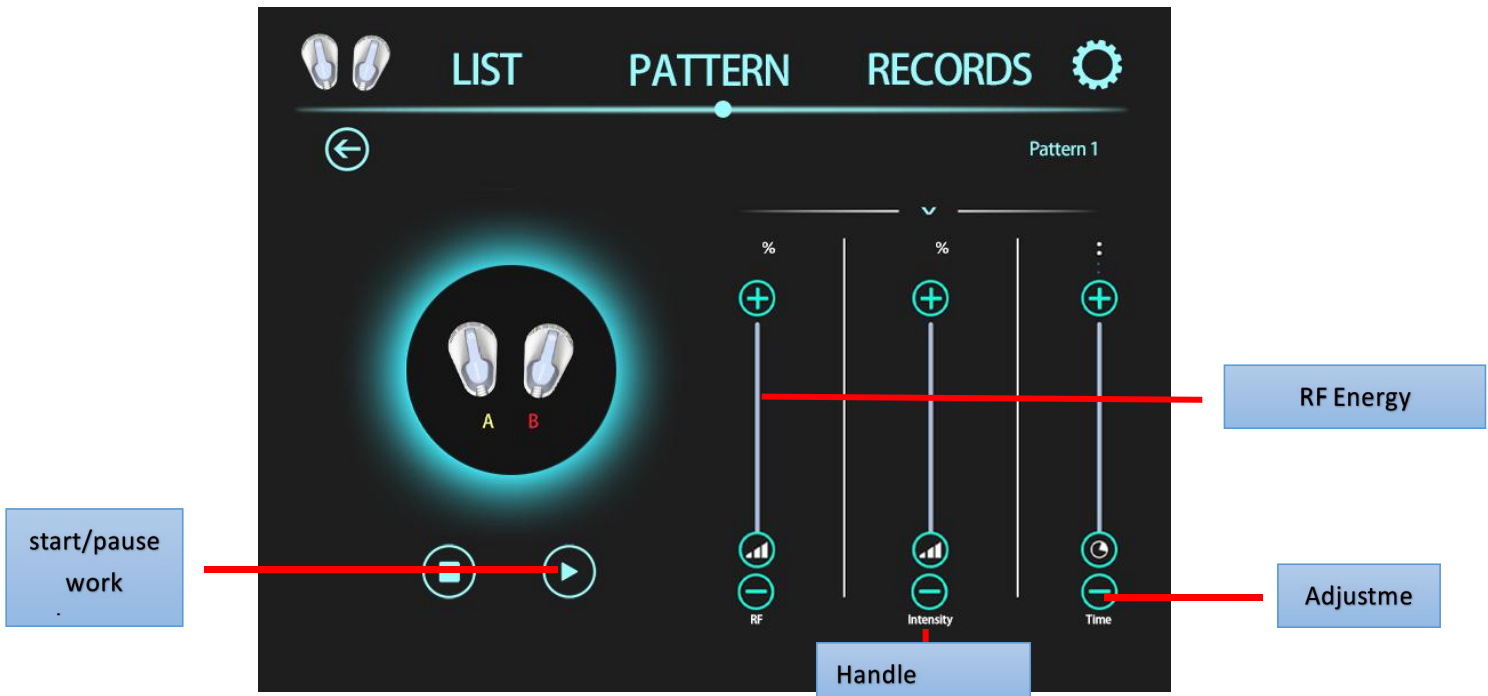 LIST PATTERN RECORDS
Pattern 1
% % :
RF Energy
A B
start/pause
work
RF Intensity Time
Adjustme
Handle